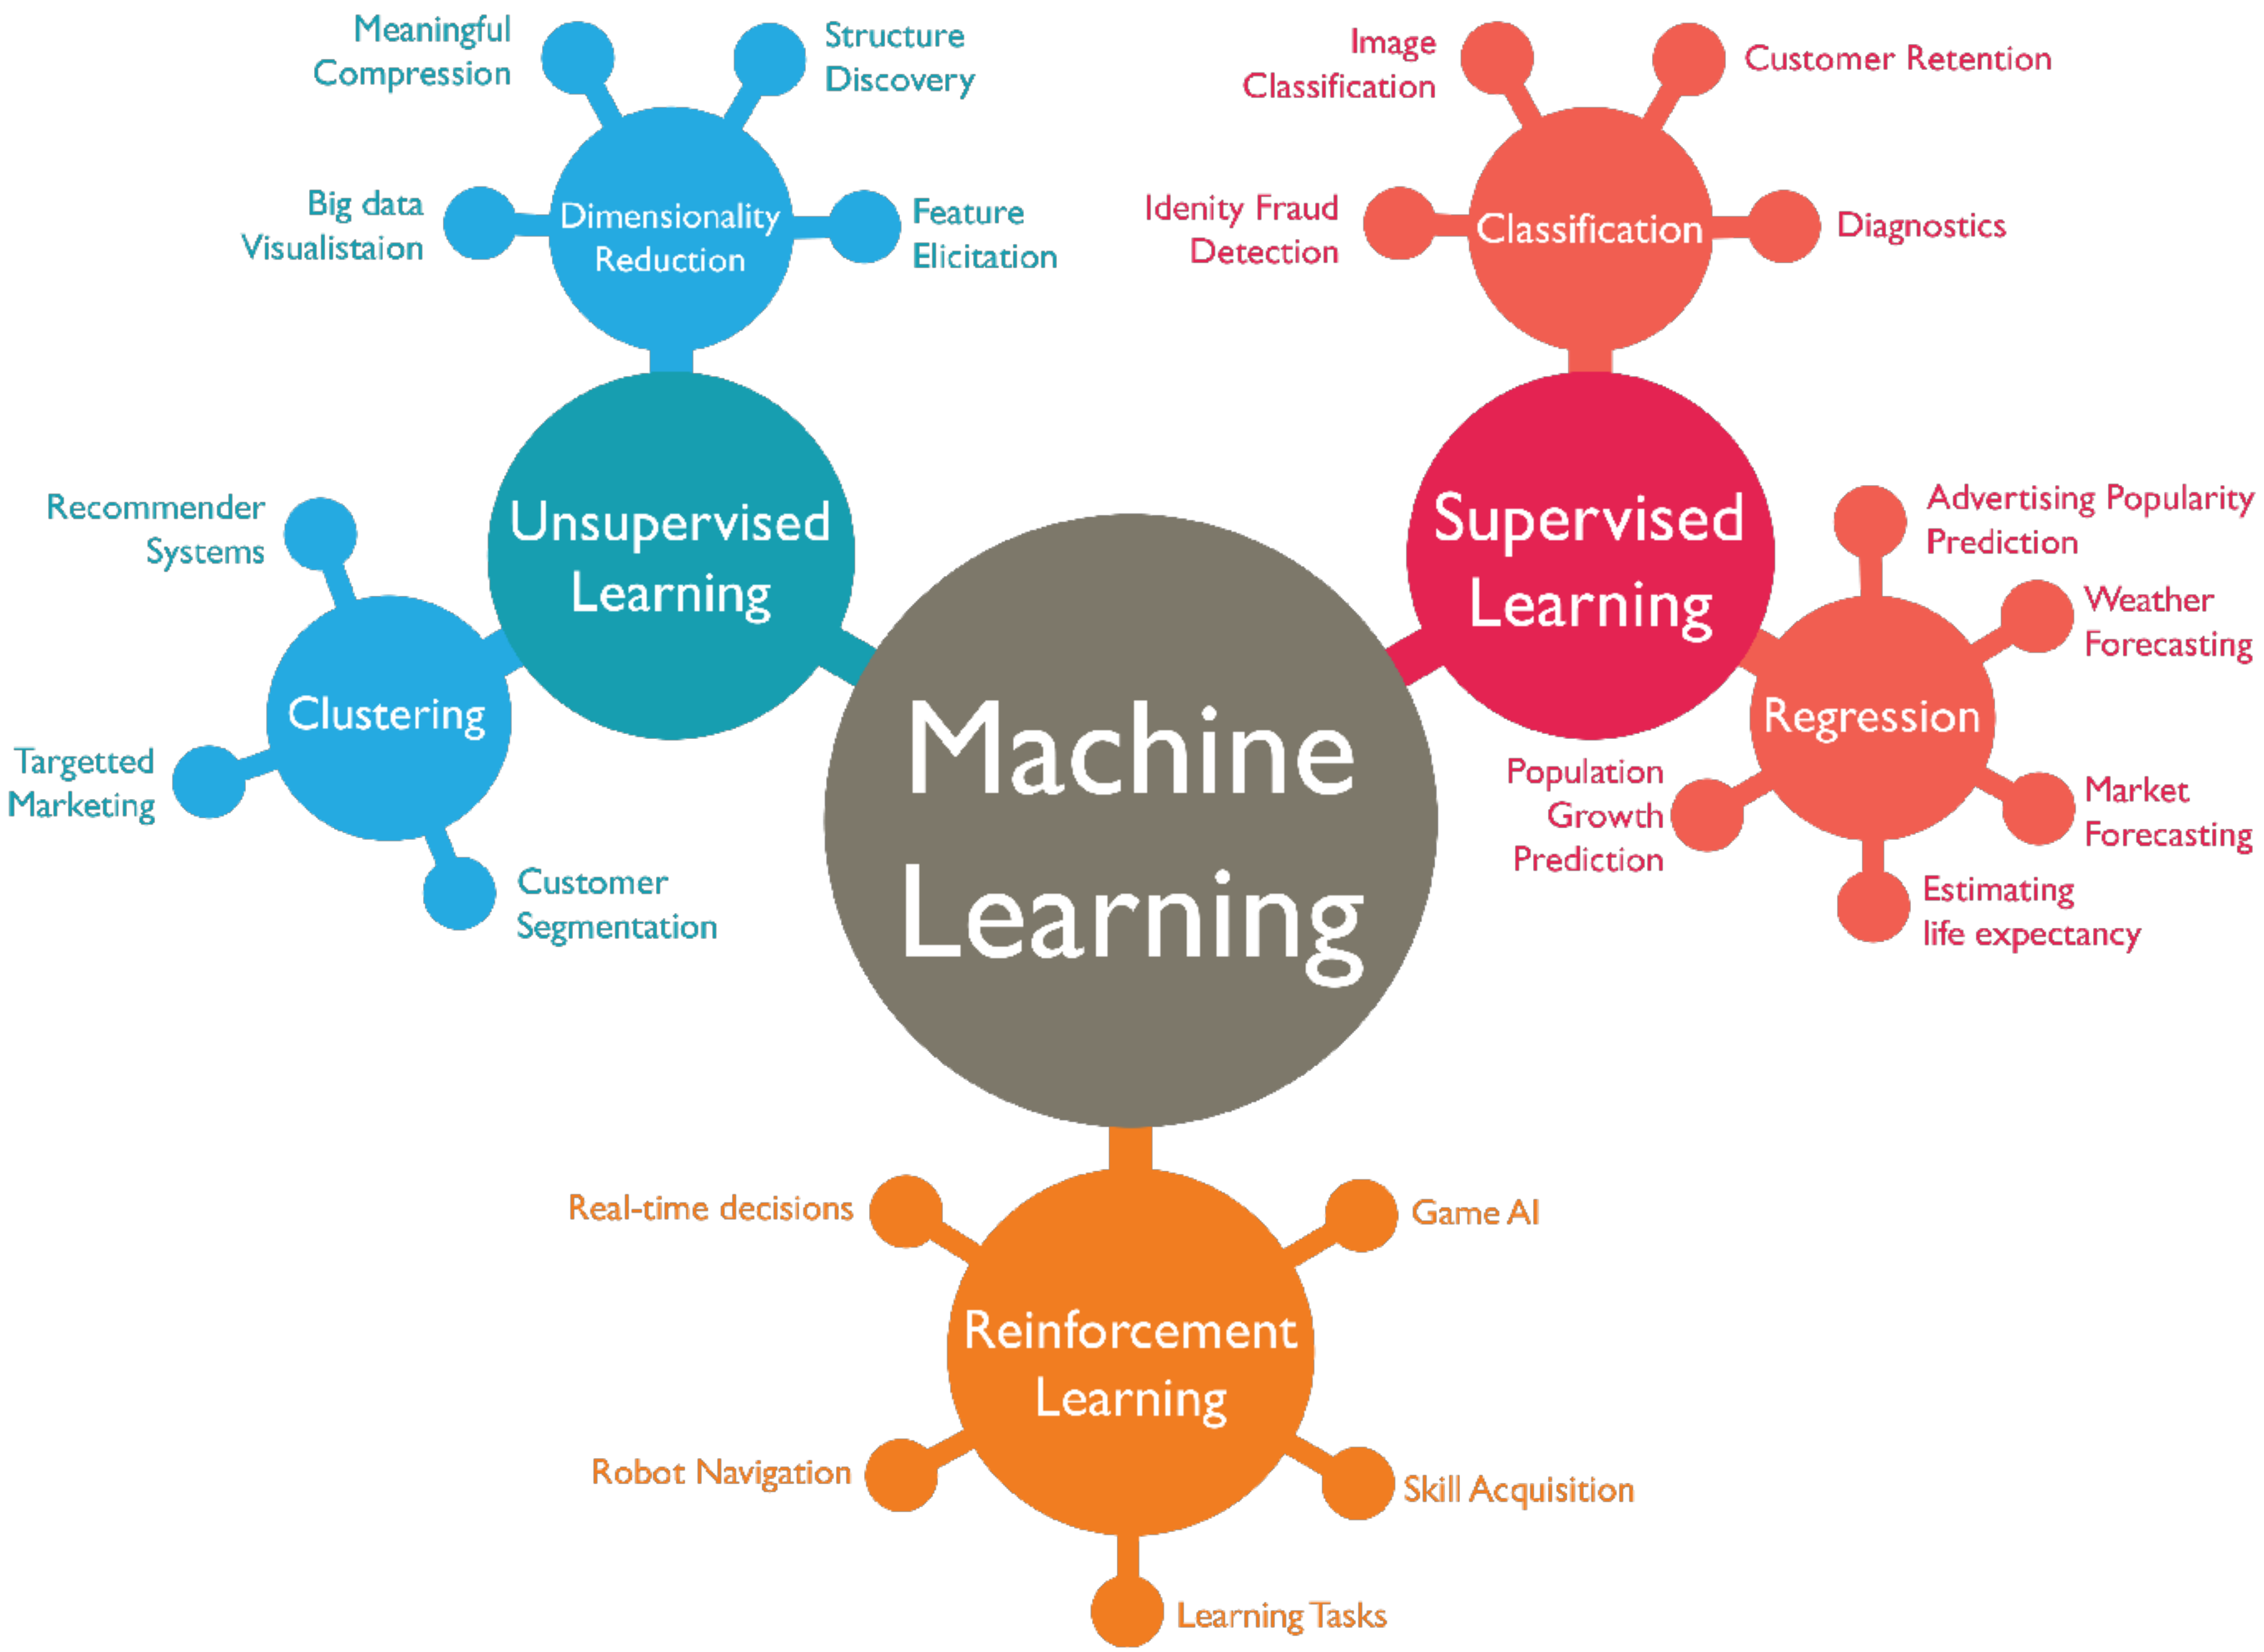 Meaningful
Compression
Structure
Discovery
Big data
Visualistaion
Dimensionality
Reduction
Feature
Elicitation
Image
Classification
Customer Retention
Idenity Fraud
Detection
Classification
Diagnostics
Recommender
Systems
Unsupervised
Learning
Clustering
Targetted
Marketing
Customer
Segmentation
Machine
Learning
Supervised
Learning
Advertising Popularity
Prediction
Weather
Forecasting
Regression
Population
Growth
Prediction
Market
Forecasting
Estimating
life expectancy
Real-time decisions
Game AI
Reinforcement
Learning
Robot Navigation
Skill Acquisition
Learning Tasks